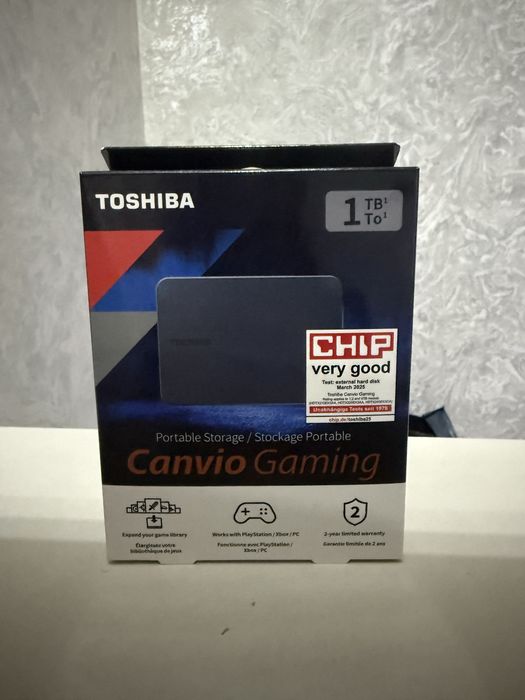 TOSHIBA
1 TB¹
To¹
TOSHIBA
CHIP
very good
Test: external hard disk
March 2025
Toshiba Canvio Gaming
Unabhängige Tests seit 1978
chip.de/toshiba25
Portable Storage / Stockage Portable
Canvio Gaming
2
Expand your game library
Élargissez votre
bibliothèque de jeux
Works with PlayStation / Xbox / PC
Fonctionne avec PlayStation /
Xbox / PC
2-year limited warranty
Garantie limitée de 2 ans